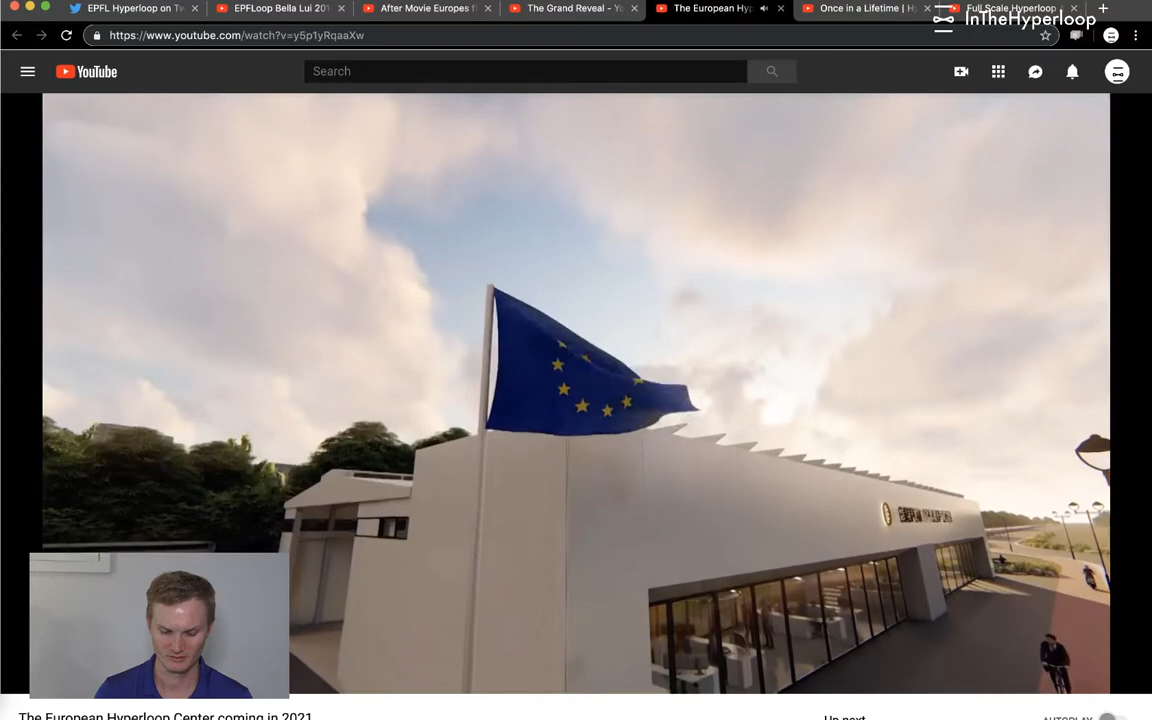 EPFL Hyperloop on Tw
EPFLoop Bella Lui 201
After Movie Europes f
The Grand Reveal - Yo
The European Hyp
Once in a Lifetime | H
Full Scale Hyperloop
InTheHyperloop
https://www.youtube.com/watch?v=y5p1yRqaaXw
YouTube
Search
The European Hyperloop Center coming in 2021
Up next
AUTOPLAY